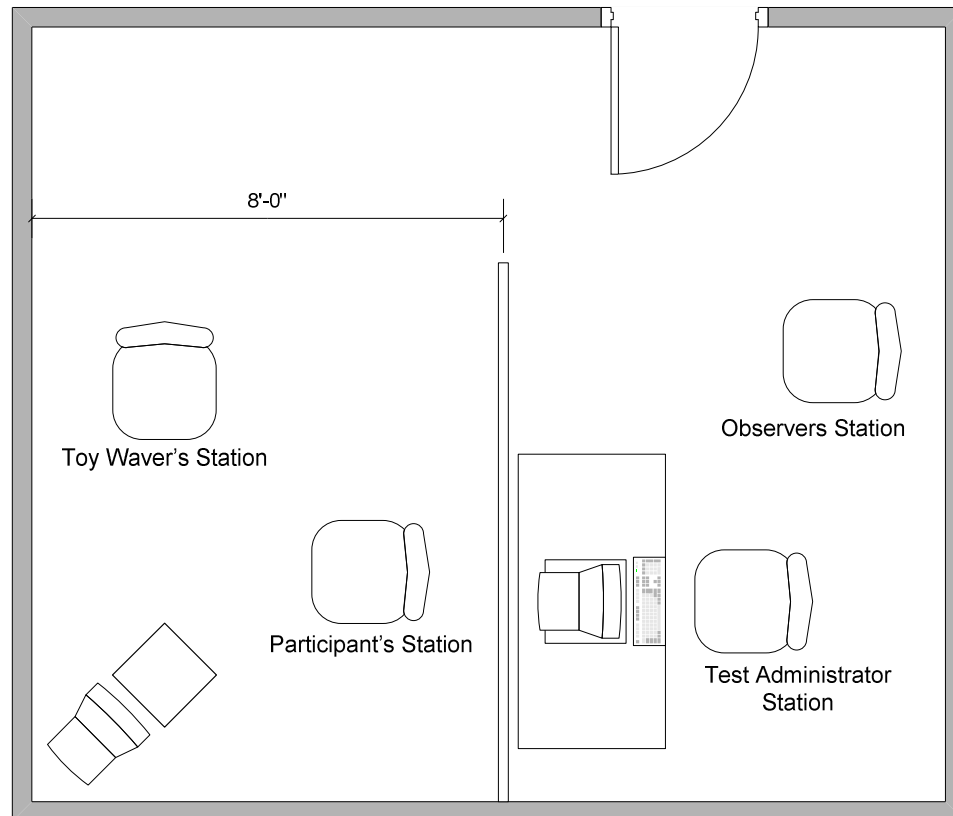 8'-0"
Toy Waver’s Station
Observers Station
Participant’s Station
Test Administrator
Station